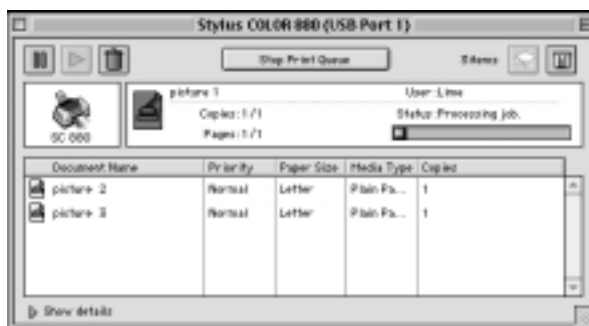 Stylus COLOR 880 (USB Port 1)
Stop Print Queue
3 items
SC 880
picture 1
User:Lime
Copies:1/1
Status:Processing job.
Pages:1/1
Document Name Priority Paper Size Media Type Copies
picture 2 Normal Letter Plain Pa... 1
picture 3 Normal Letter Plain Pa... 1
Show details